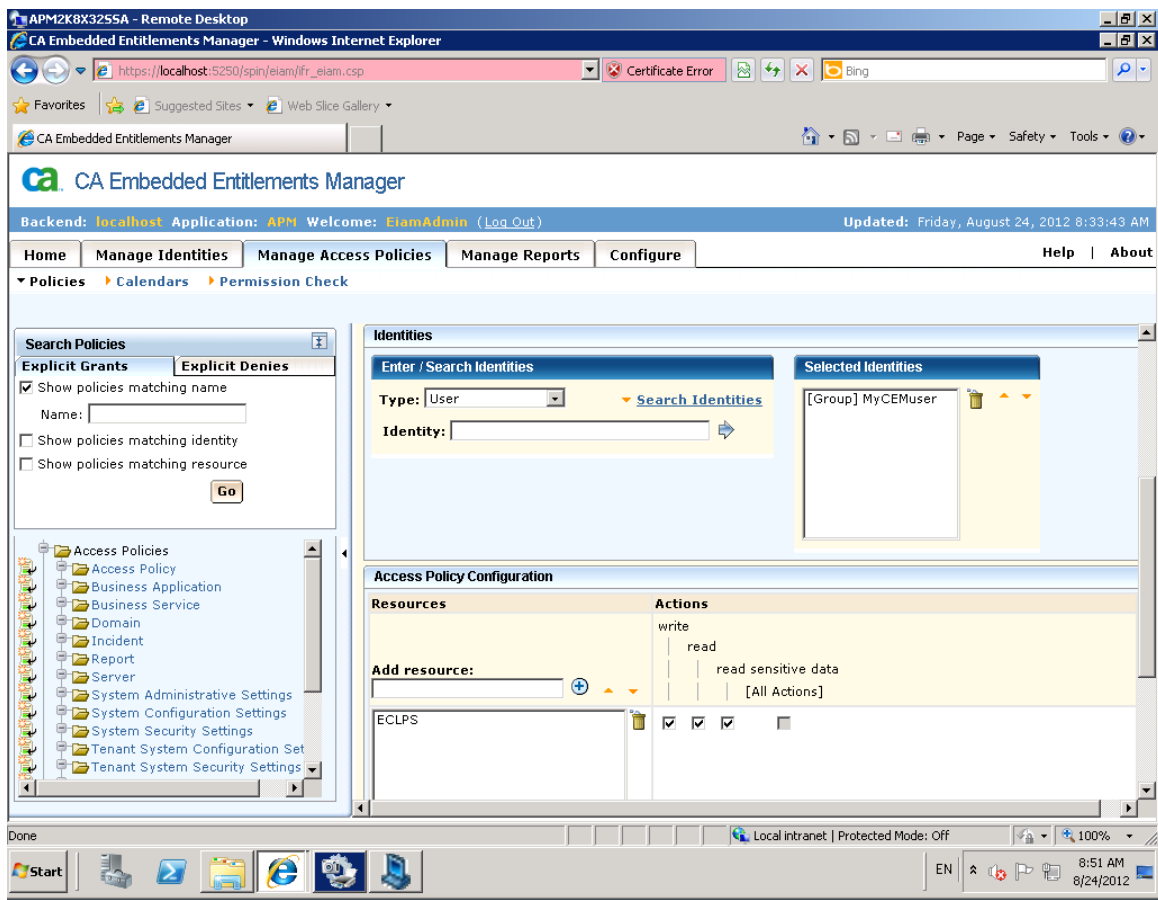 APM2K8X32SSA - Remote Desktop
CA Embedded Entitlements Manager - Windows Internet Explorer
https://localhost:5250/spin/eiam/ifr_eiam.csp
Certificate Error
Bing
Favorites
Suggested Sites
Web Slice Gallery
CA Embedded Entitlements Manager
Page
Safety
Tools
ca CA Embedded Entitlements Manager
Backend: localhost Application: APM Welcome: EiamAdmin (Log Out)
Updated: Friday, August 24, 2012 8:33:43 AM
Home
Manage Identities
Manage Access Policies
Manage Reports
Configure
Help | About
Policies
Calendars
Permission Check
Search Policies
Explicit Grants
Explicit Denies
Show policies matching name
Name:
Show policies matching identity
Show policies matching resource
Go
Access Policies
Access Policy
Business Application
Business Service
Domain
Incident
Report
Server
System Administrative Settings
System Configuration Settings
System Security Settings
Tenant System Configuration Set
Tenant System Security Settings
Identities
Enter / Search Identities
Type: User
Search Identities
Identity:
Selected Identities
[Group] MyCEMuser
Access Policy Configuration
Resources
Actions
write
read
read sensitive data
[All Actions]
Add resource:
ECLPS
Done
Local intranet | Protected Mode: Off
100%
Start
EN
8:51 AM
8/24/2012